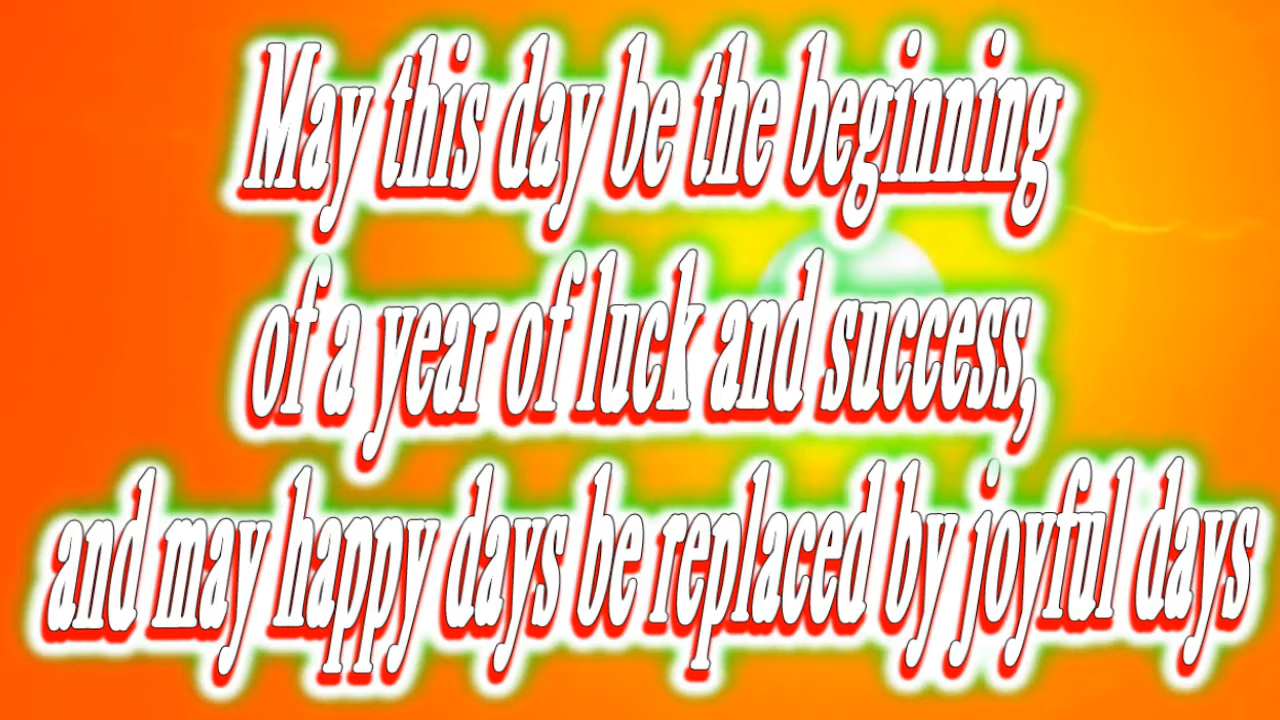 May this day be the beginning
of a year of luck and success,
and may happy days be replaced by joyful days